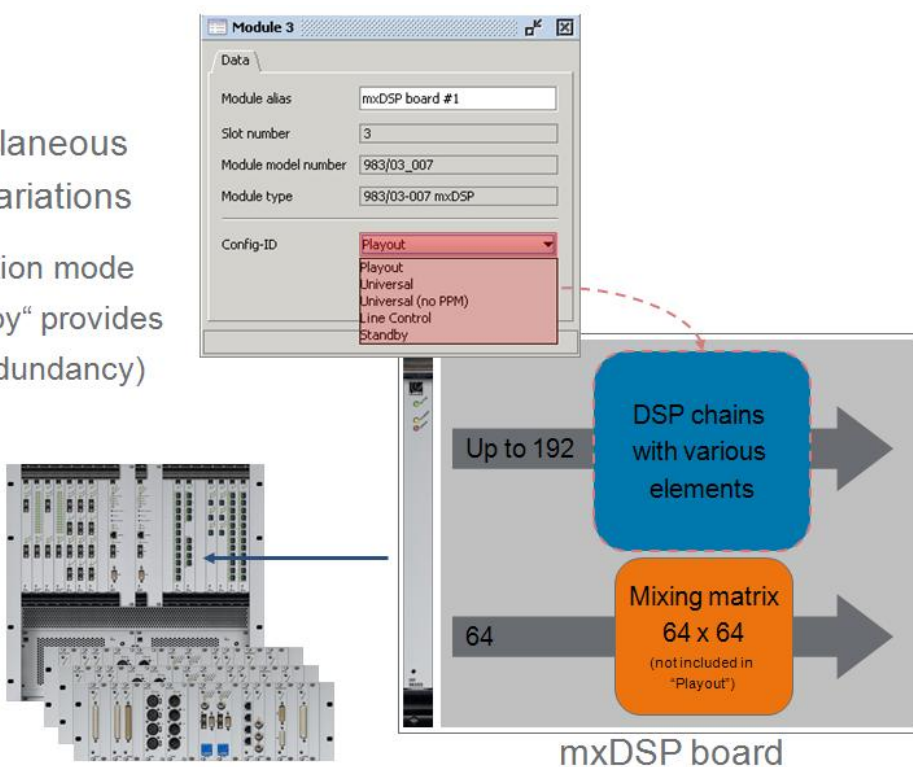 Module 3
Data
Module alias
mxDSP board #1
Slot number
3
Module model number
983/03_007
Module type
983/03-007 mxDSP
Config-ID
Playout
Playout
Universal
Universal (no PPM)
Line Control
Standby
laneous
ariations
ion mode
by“ provides
dundancy)
Up to 192
DSP chains
with various
elements
64
Mixing matrix
64 x 64
(not included in
“Playout”)
mxDSP board